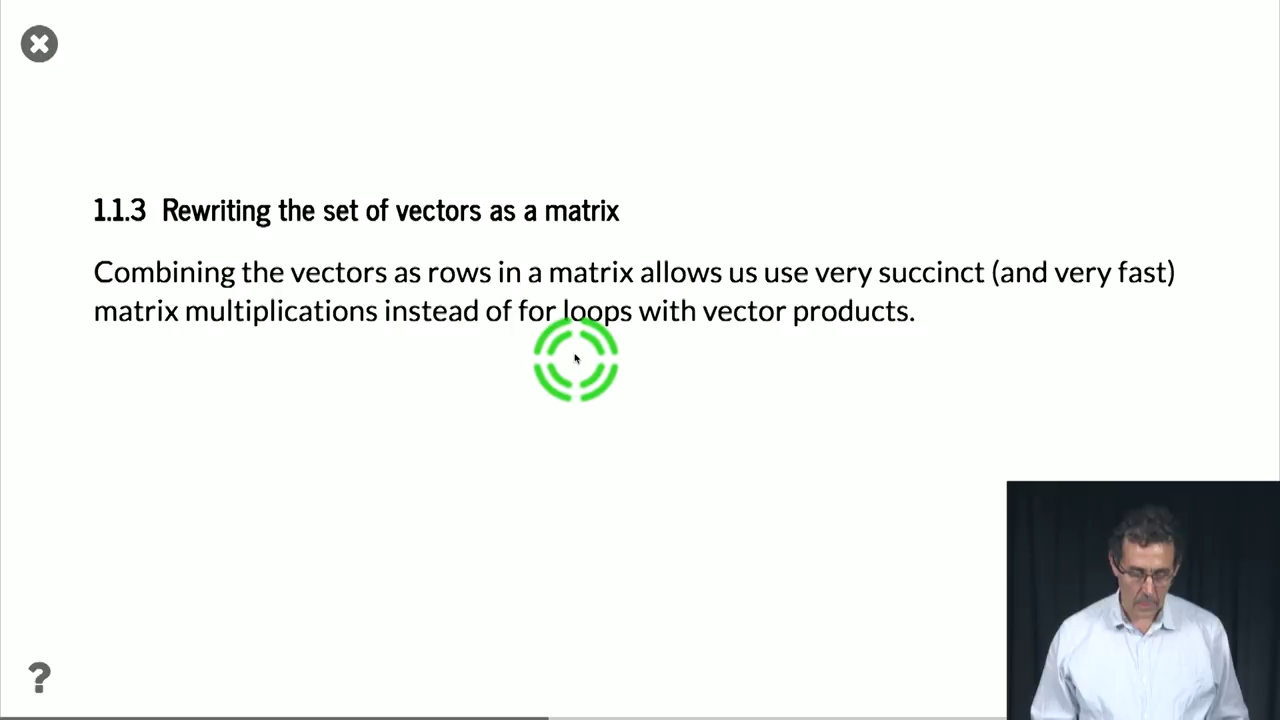 1.1.3 Rewriting the set of vectors as a matrix
Combining the vectors as rows in a matrix allows us use very succinct (and very fast)
matrix multiplications instead of for loops with vector products.
?